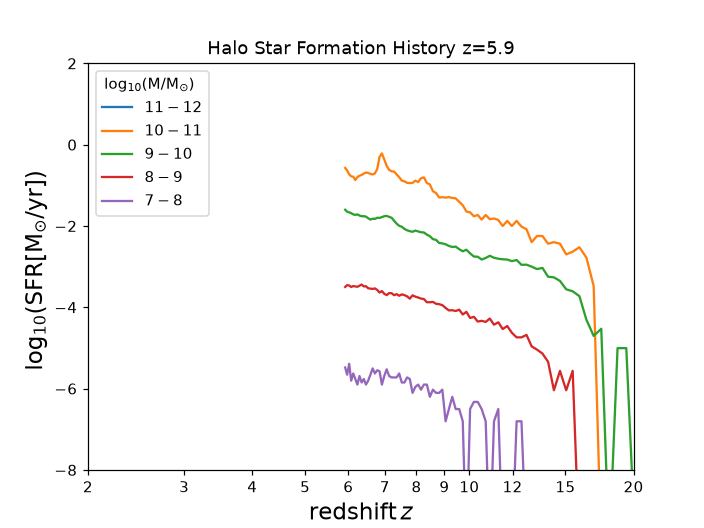 Halo Star Formation History z=5.9
log₁₀(M/M☉)
11 − 12
10 − 11
9 − 10
8 − 9
7 − 8
2
0
−2
−4
−6
−8
log₁₀(SFR[M☉/yr])
2 3 4 5 6 7 8 9 10 12 15 20
redshift z